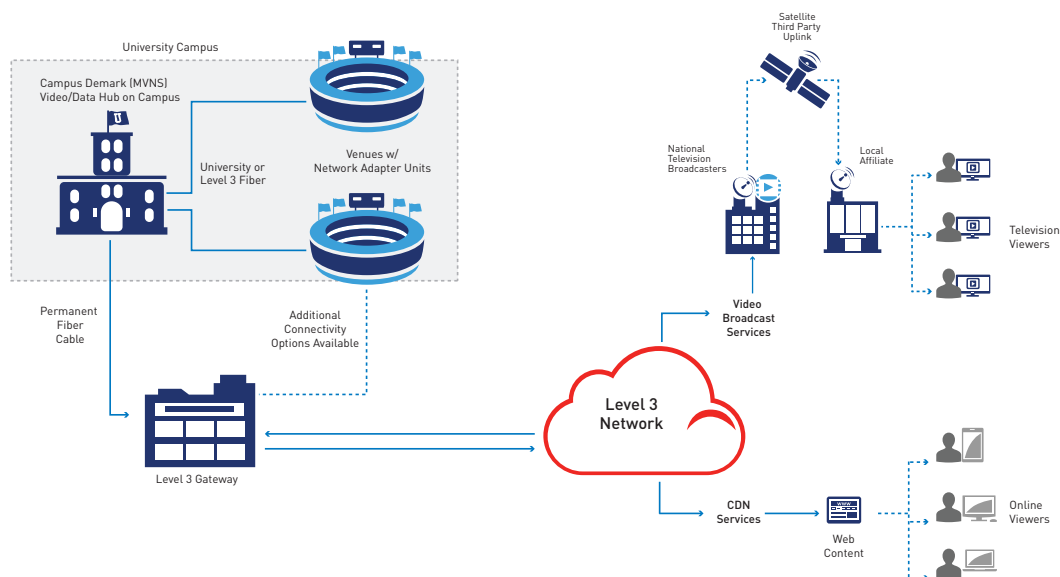 University Campus
Campus Demark (MVNS)
Video/Data Hub on Campus
U
University or
Level 3 Fiber
Venues w/
Network Adapter Units
Permanent
Fiber
Cable
Additional
Connectivity
Options Available
Level 3 Gateway
Level 3
Network
Satellite
Third Party
Uplink
National
Television
Broadcasters
Local
Affiliate
Television
Viewers
Video
Broadcast
Services
CDN
Services
WWW
Web
Content
Online
Viewers